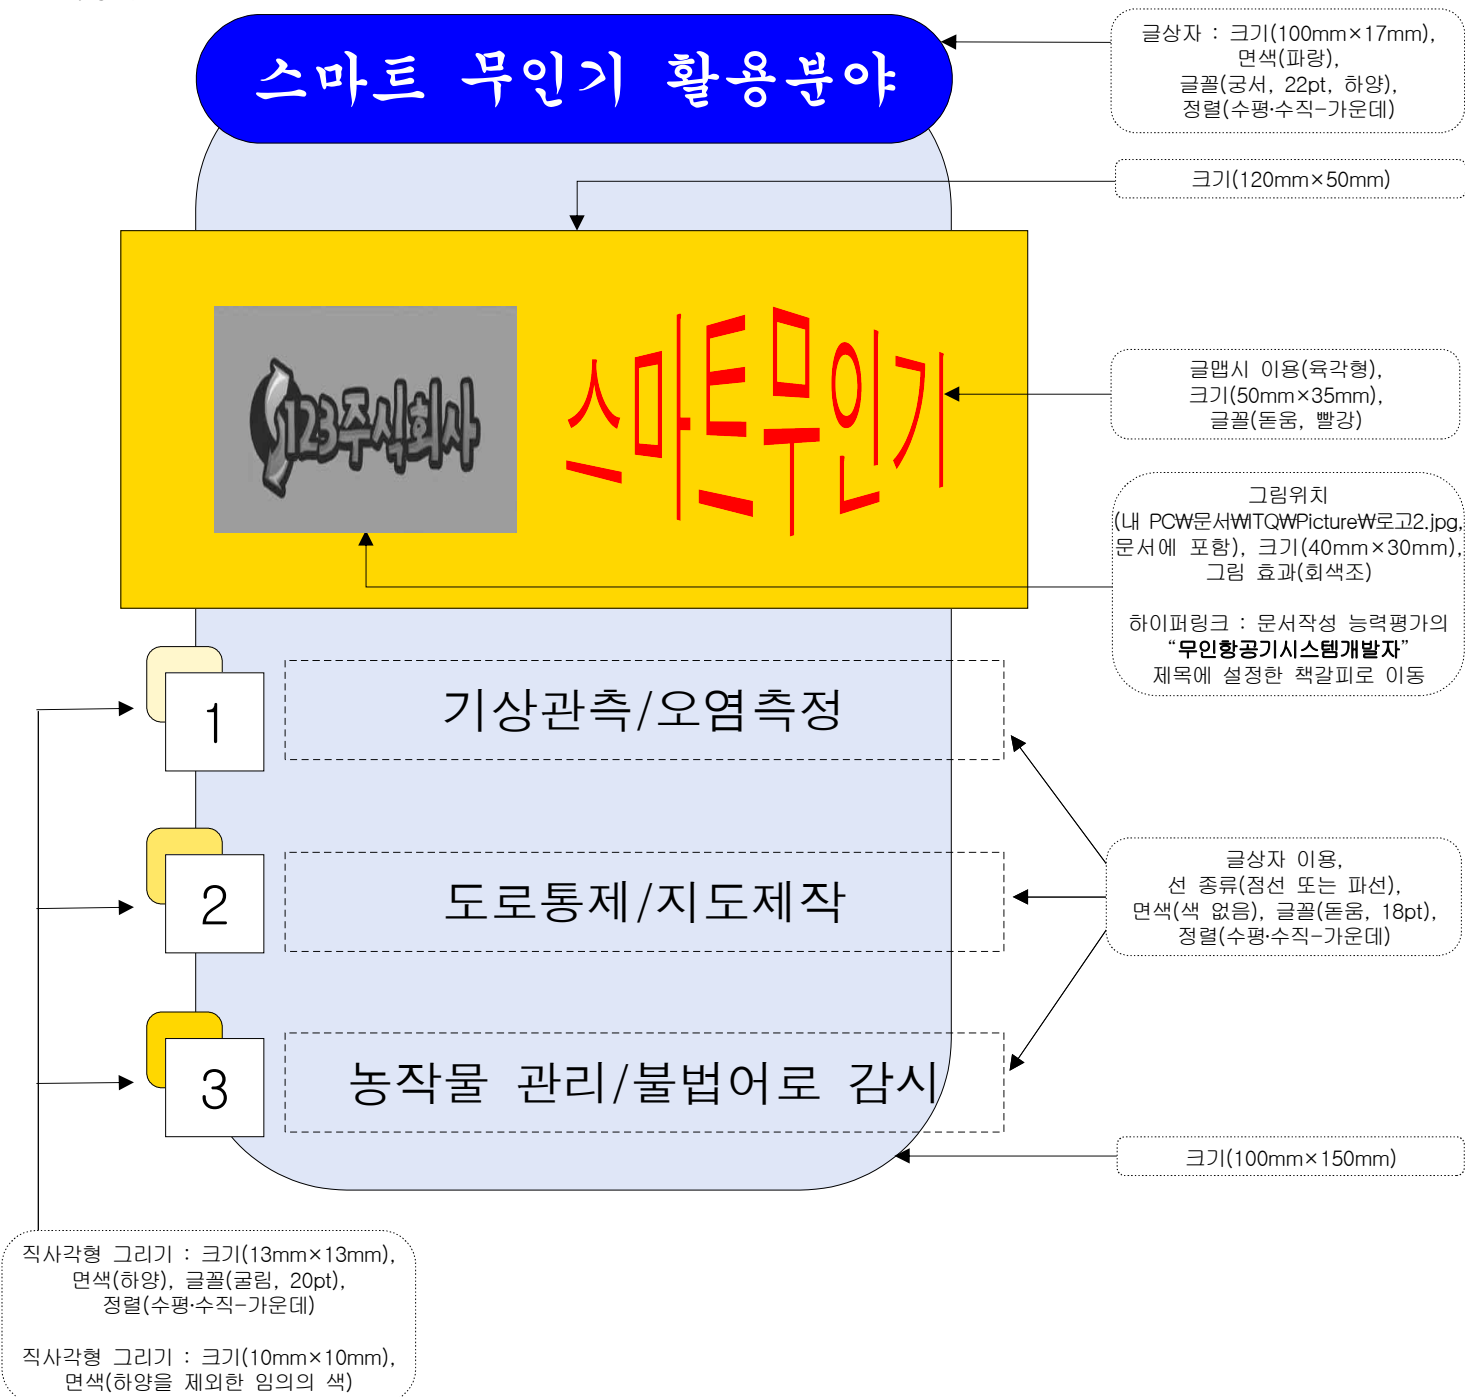 스마트 무인기 활용분야
글상자 : 크기(100mm×17mm),
면색(파랑),
글꼴(궁서, 22pt, 하양),
정렬(수평·수직-가운데)
크기(120mm×50mm)
123주식회사
스마트무인기
글맵시 이용(육각형),
크기(50mm×35mm),
글꼴(돋움, 빨강)
그림위치
(내 PC₩문서₩ITQ₩Picture₩로고2.jpg,
문서에 포함), 크기(40mm×30mm),
그림 효과(회색조)
하이퍼링크 : 문서작성 능력평가의
“무인항공기시스템개발자”
제목에 설정한 책갈피로 이동
1
기상관측/오염측정
2
도로통제/지도제작
글상자 이용,
선 종류(점선 또는 파선),
면색(색 없음), 글꼴(돋움, 18pt),
정렬(수평·수직-가운데)
3
농작물 관리/불법어로 감시
크기(100mm×150mm)
직사각형 그리기 : 크기(13mm×13mm),
면색(하양), 글꼴(굴림, 20pt),
정렬(수평·수직-가운데)
직사각형 그리기 : 크기(10mm×10mm),
면색(하양을 제외한 임의의 색)